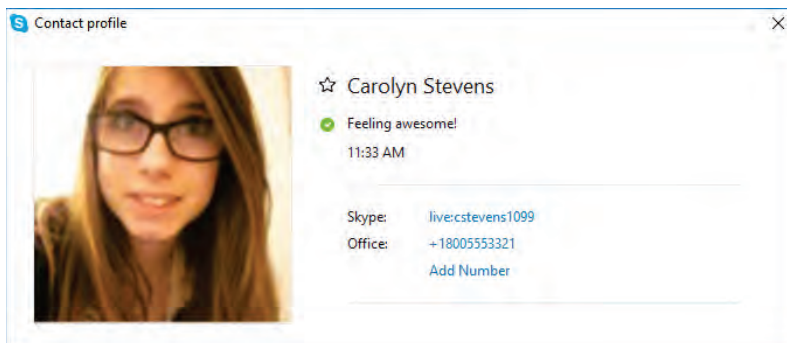 Contact profile
Carolyn Stevens
Feeling awesome!
11:33 AM
Skype: live:cstevens1099
Office: +18005553321
Add Number